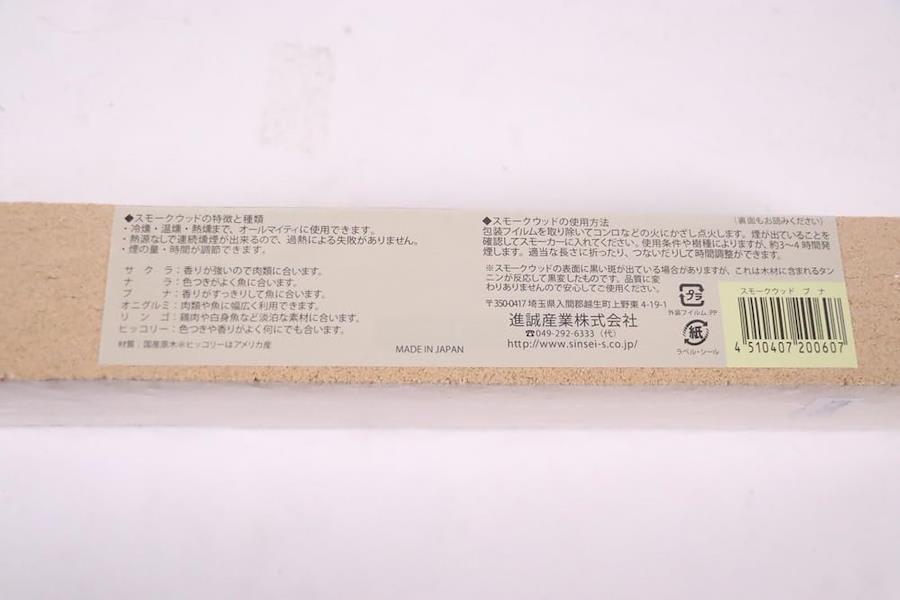 ◆スモークウッドの特徴と種類
・冷燻・温燻・熱燻まで、オールマイティに使用できます。
・熱源なしで連続燻煙が出来るので、過熱による失敗がありません。
・煙の量・時間が調節できます。
サクラ:香りが強いので肉類に合います。
ナラ:色つきがよく魚に合います。
ブナ:香りがすっきりして魚に合います。
オニグルミ:肉類や魚に幅広く利用できます。
リンゴ:鶏肉や白身魚など淡泊な素材に合います。
ヒッコリー:色つきや香りがよく何にでも合います。
材質:国産原木※ヒッコリーはアメリカ産
MADE IN JAPAN
◆スモークウッドの使用方法
(裏面もお読みください)
包装フイルムを取り除いてコンロなどの火にかざし点火します。煙が出ていることを
確認してスモーカーに入れてください。使用条件や樹種によりますが、約3~4時間発
煙します。適当な長さに折ったり、つないだりして時間調整ができます。
※スモークウッドの表面に黒い斑が出ている場合がありますが、これは木材に含まれるタン
ニンが反応して黒変したものです。品質に変
わりありませんので安心してご使用ください。
〒350-0417 埼玉県入間郡越生町上野東4-19-1
進誠産業株式会社
☎049-292-6333(代)
http://www.sinsei-s.co.jp/
プラ
外装フイルム:PP
紙
ラベル・シール
スモークウッド ブナ
4 510407 200607